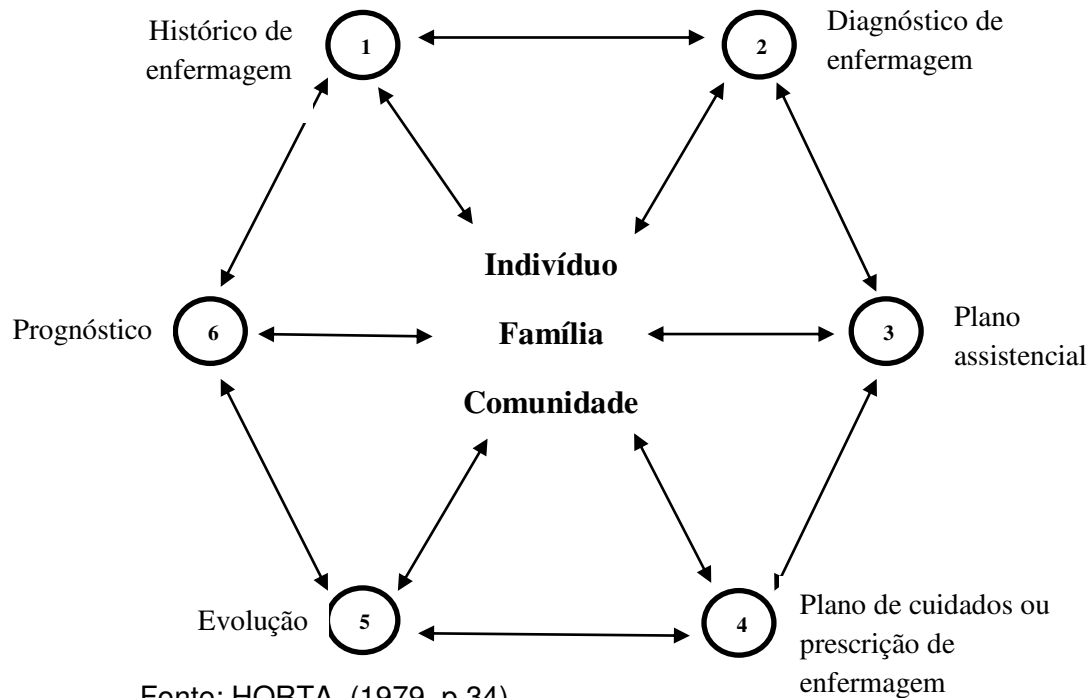 Histórico de
enfermagem
1
2
Diagnóstico de
enfermagem
Indivíduo
Prognóstico
6
Família
3
Plano
assistencial
Comunidade
Evolução
5
4
Plano de cuidados ou
prescrição de
enfermagem
Fonte: HORTA, (1979, p.34)